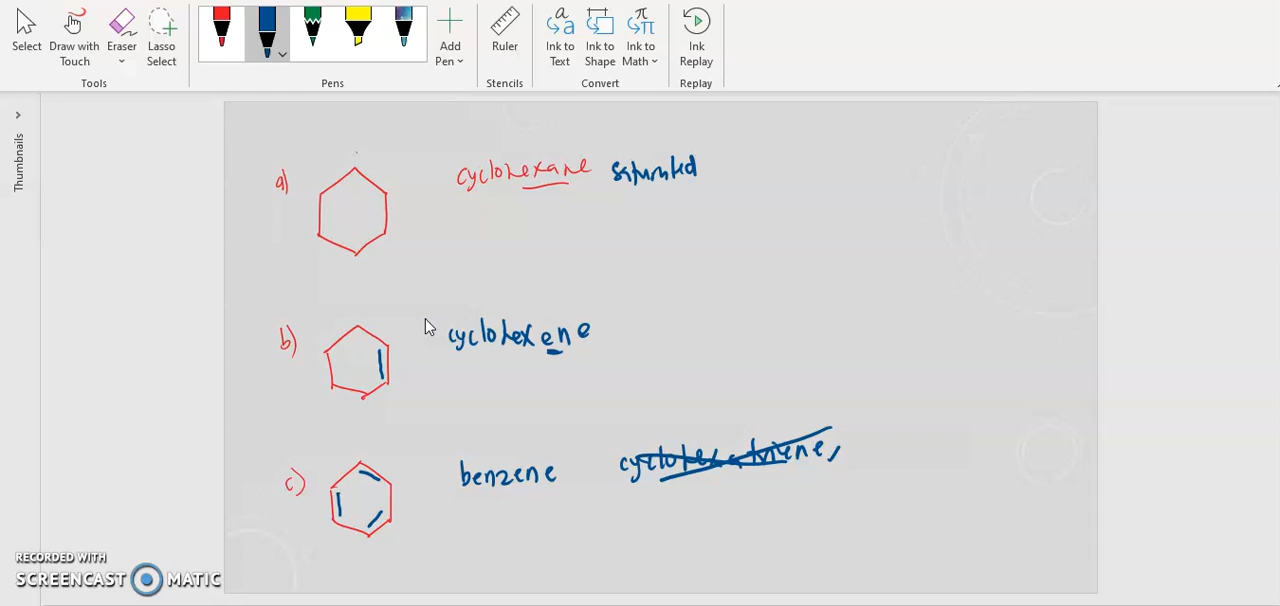 Select
Draw with Touch
Eraser
Lasso Select
Add Pen
Ruler
Ink to Text
Ink to Shape
Ink to Math
Ink Replay
Tools
Pens
Stencils
Convert
Replay
Thumbnails
a) cyclohexane saturated
b) cyclohexene
c) benzene cyclohexatriene,
RECORDED WITH
SCREENCAST MATIC